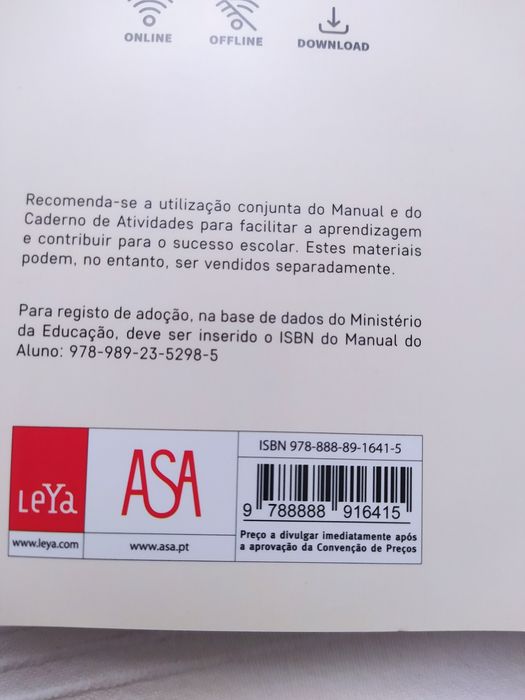 ONLINE
OFFLINE
DOWNLOAD
Recomenda-se a utilização conjunta do Manual e do
Caderno de Atividades para facilitar a aprendizagem
e contribuir para o sucesso escolar. Estes materiais
podem, no entanto, ser vendidos separadamente.
Para registo de adoção, na base de dados do Ministério
da Educação, deve ser inserido o ISBN do Manual do
Aluno: 978-989-23-5298-5
LeYa
www.leya.com
ASA
www.asa.pt
ISBN 978-888-89-1641-5
9 788888 916415
Preço a divulgar imediatamente após
a aprovação da Convenção de Preços